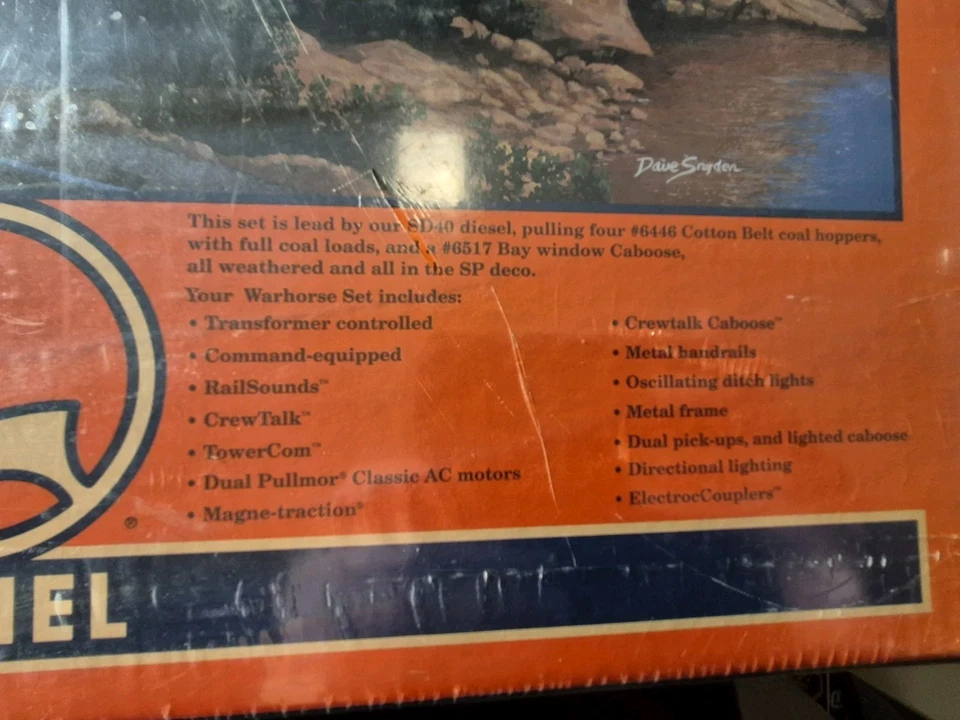 Dave Snyder
This set is lead by our SD40 diesel, pulling four #6446 Cotton Belt coal hoppers,
with full coal loads, and a #6517 Bay window Caboose,
all weathered and all in the SP deco.
Your Warhorse Set includes:
• Transformer controlled
• Command-equipped
• RailSounds™
• CrewTalk™
• TowerCom™
• Dual Pullmor® Classic AC motors
• Magne-traction®
• Crewtalk Caboose™
• Metal handrails
• Oscillating ditch lights
• Metal frame
• Dual pick-ups, and lighted caboose
• Directional lighting
• ElectrocCouplers™
®
NEL